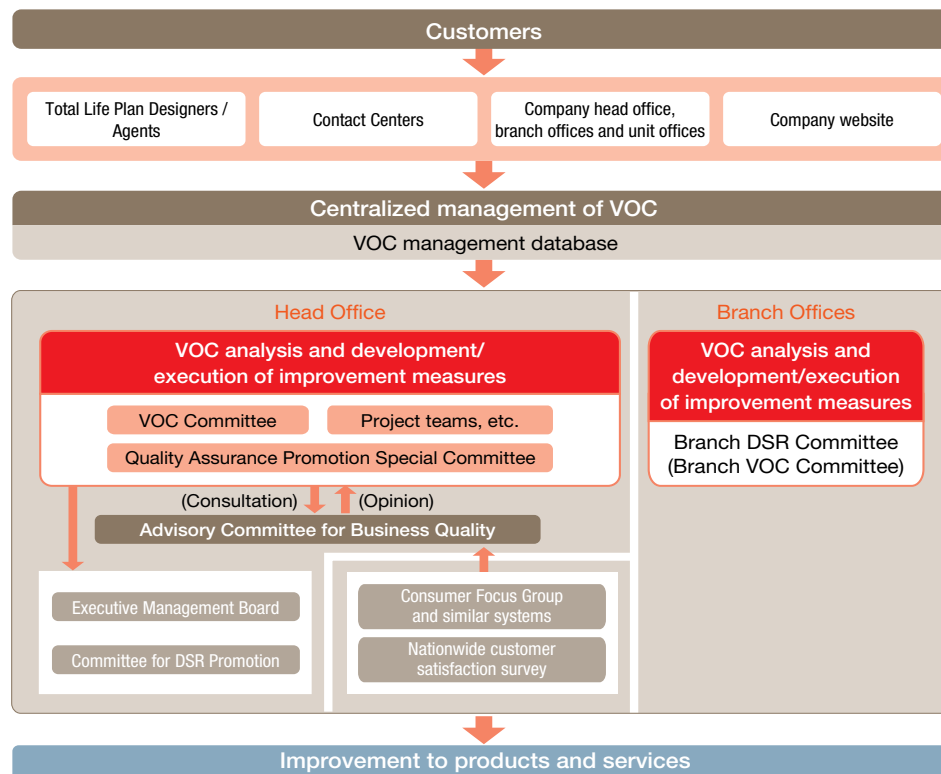 Customers
Total Life Plan Designers /
Agents
Contact Centers
Company head office,
branch offices and unit offices
Company website
Centralized management of VOC
VOC management database
Head Office
VOC analysis and development/
execution of improvement measures
VOC Committee
Project teams, etc.
Quality Assurance Promotion Special Committee
(Consultation)
(Opinion)
Advisory Committee for Business Quality
Executive Management Board
Committee for DSR Promotion
Consumer Focus Group
and similar systems
Nationwide customer
satisfaction survey
Branch Offices
VOC analysis and
development/execution
of improvement measures
Branch DSR Committee
(Branch VOC Committee)
Improvement to products and services